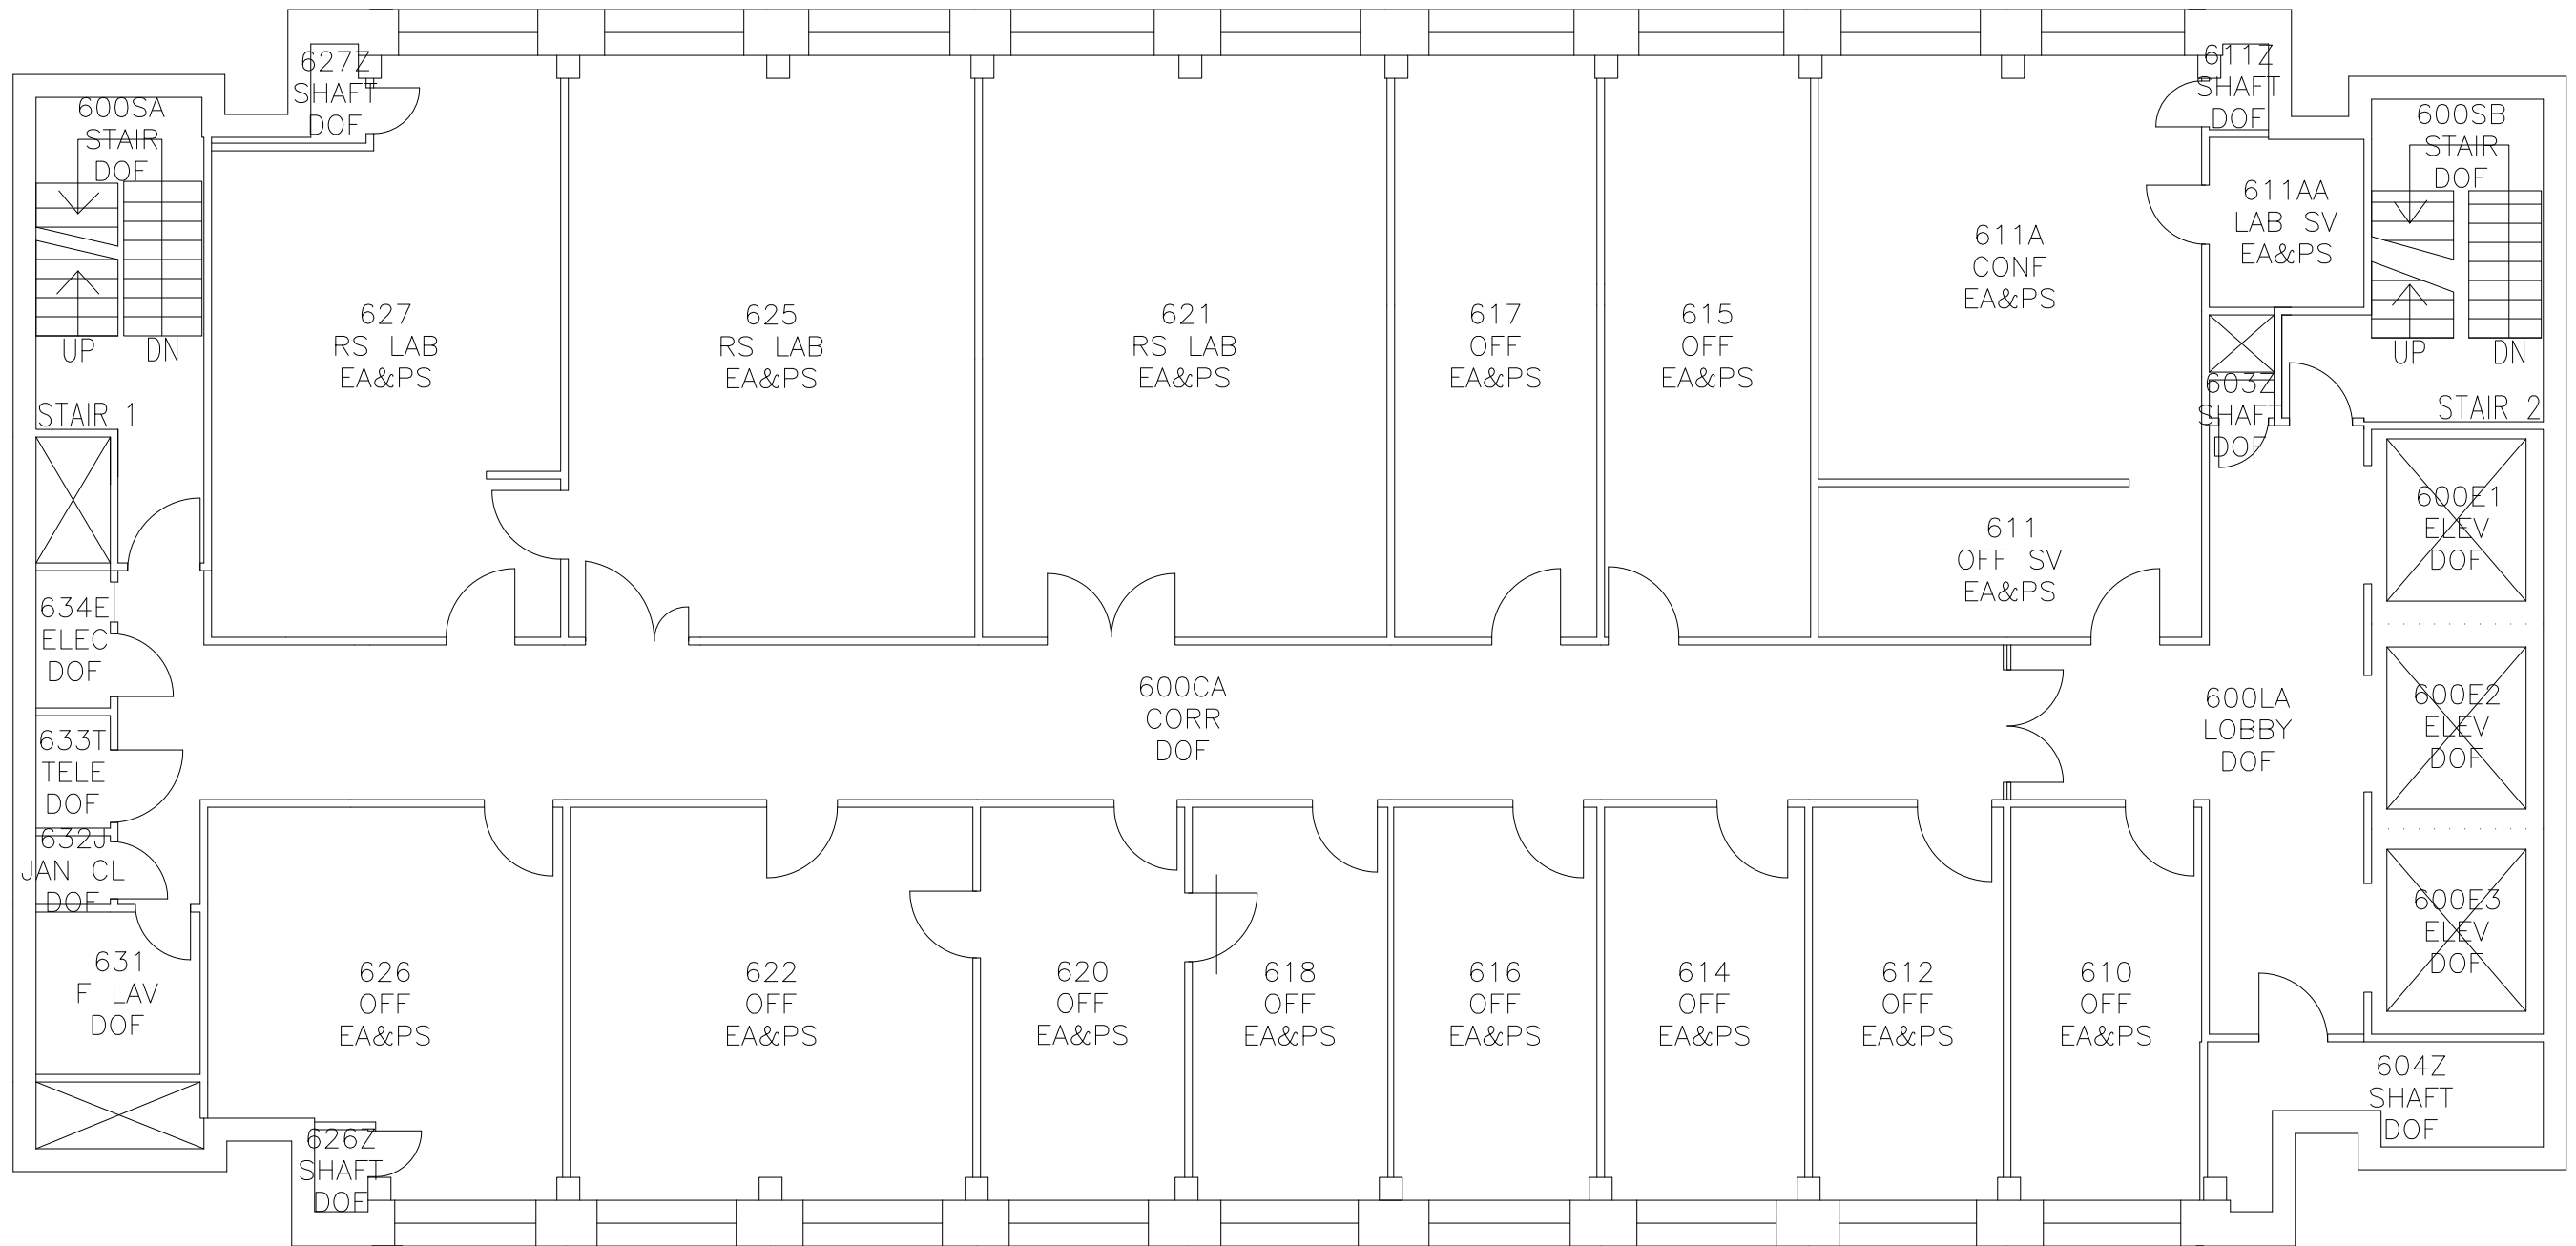 627Z
SHAFT
DOF
611Z
SHAFT
DOF
600SA
STAIR
DOF
600SB
STAIR
DOF
611AA
LAB SV
EA&PS
611A
CONF
EA&PS
627
RS LAB
EA&PS
625
RS LAB
EA&PS
621
RS LAB
EA&PS
617
OFF
EA&PS
615
OFF
EA&PS
UP DN
UP DN
603Z
SHAFT
DOF
STAIR 1
STAIR 2
600E1
ELEV
DOF
611
OFF SV
EA&PS
634E
ELEC
DOF
600CA
CORR
DOF
600LA
LOBBY
DOF
600E2
ELEV
DOF
633T
TELE
DOF
632J
JAN CL
DOF
600E3
ELEV
DOF
631
F LAV
DOF
626
OFF
EA&PS
622
OFF
EA&PS
620
OFF
EA&PS
618
OFF
EA&PS
616
OFF
EA&PS
614
OFF
EA&PS
612
OFF
EA&PS
610
OFF
EA&PS
604Z
SHAFT
DOF
626Z
SHAFT
DOF